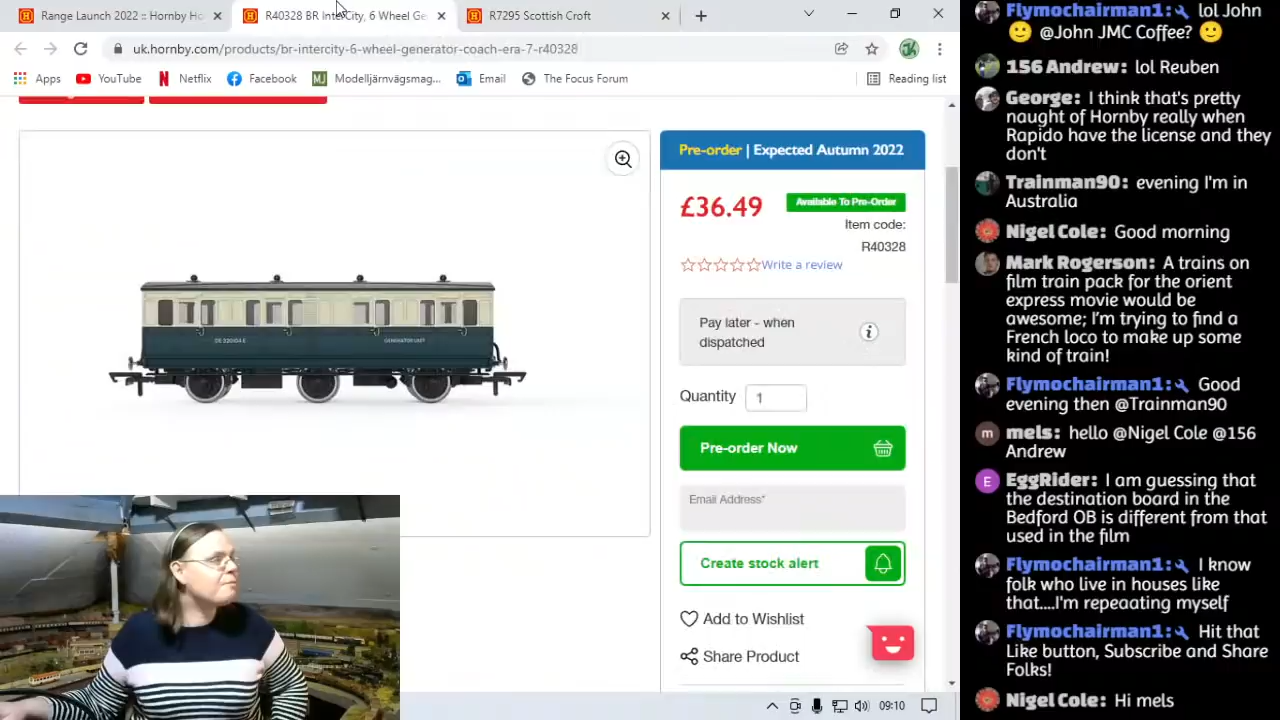 Range Launch 2022 :: Hornby Ho
R40328 BR InterCity, 6 Wheel Ge
R7295 Scottish Croft
uk.hornby.com/products/br-intercity-6-wheel-generator-coach-era-7-r40328
Apps
YouTube
Netflix
Facebook
Modelljärnvägsmag...
Email
The Focus Forum
Reading list
Pre-order | Expected Autumn 2022
£36.49
Available To Pre-Order
Item code:
R40328
Write a review
Pay later - when
dispatched
Quantity
1
Pre-order Now
Email Address*
Create stock alert
Add to Wishlist
Share Product
GENERATOR UNIT
09:10
Flymochairman1: lol John
🙂 @John JMC Coffee? 🙂
156 Andrew: lol Reuben
George: I think that's pretty
naught of Hornby really when
Rapido have the license and they
don't
Trainman90: evening I'm in
Australia
Nigel Cole: Good morning
Mark Rogerson: A trains on
film train pack for the orient
express movie would be
awesome; I'm trying to find a
French loco to make up some
kind of train!
Flymochairman1: Good
evening then @Trainman90
m
mels: hello @Nigel Cole @156
Andrew
E
EggRider: I am guessing that
the destination board in the
Bedford OB is different from that
used in the film
Flymochairman1: I know
folk who live in houses like
that....I'm repeaating myself
Flymochairman1: Hit that
Like button, Subscribe and Share
Folks!
Nigel Cole: Hi mels